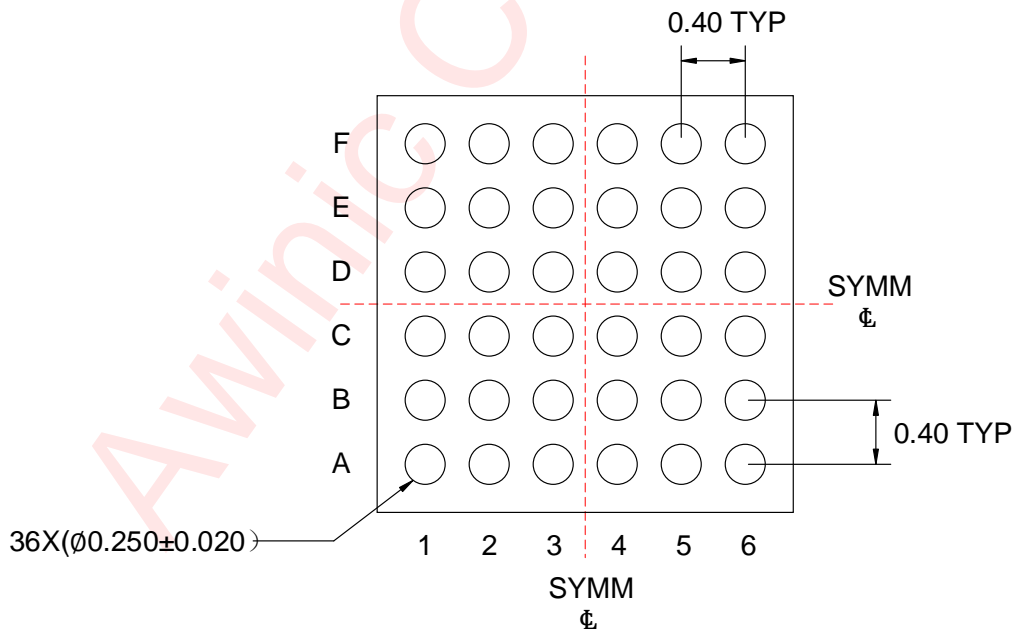 0.40 TYP
F
E
D
SYMM
℄
C
B
0.40 TYP
A
36X(Ø0.250±0.020)
1 2 3 4 5 6
SYMM
℄
Awinic C